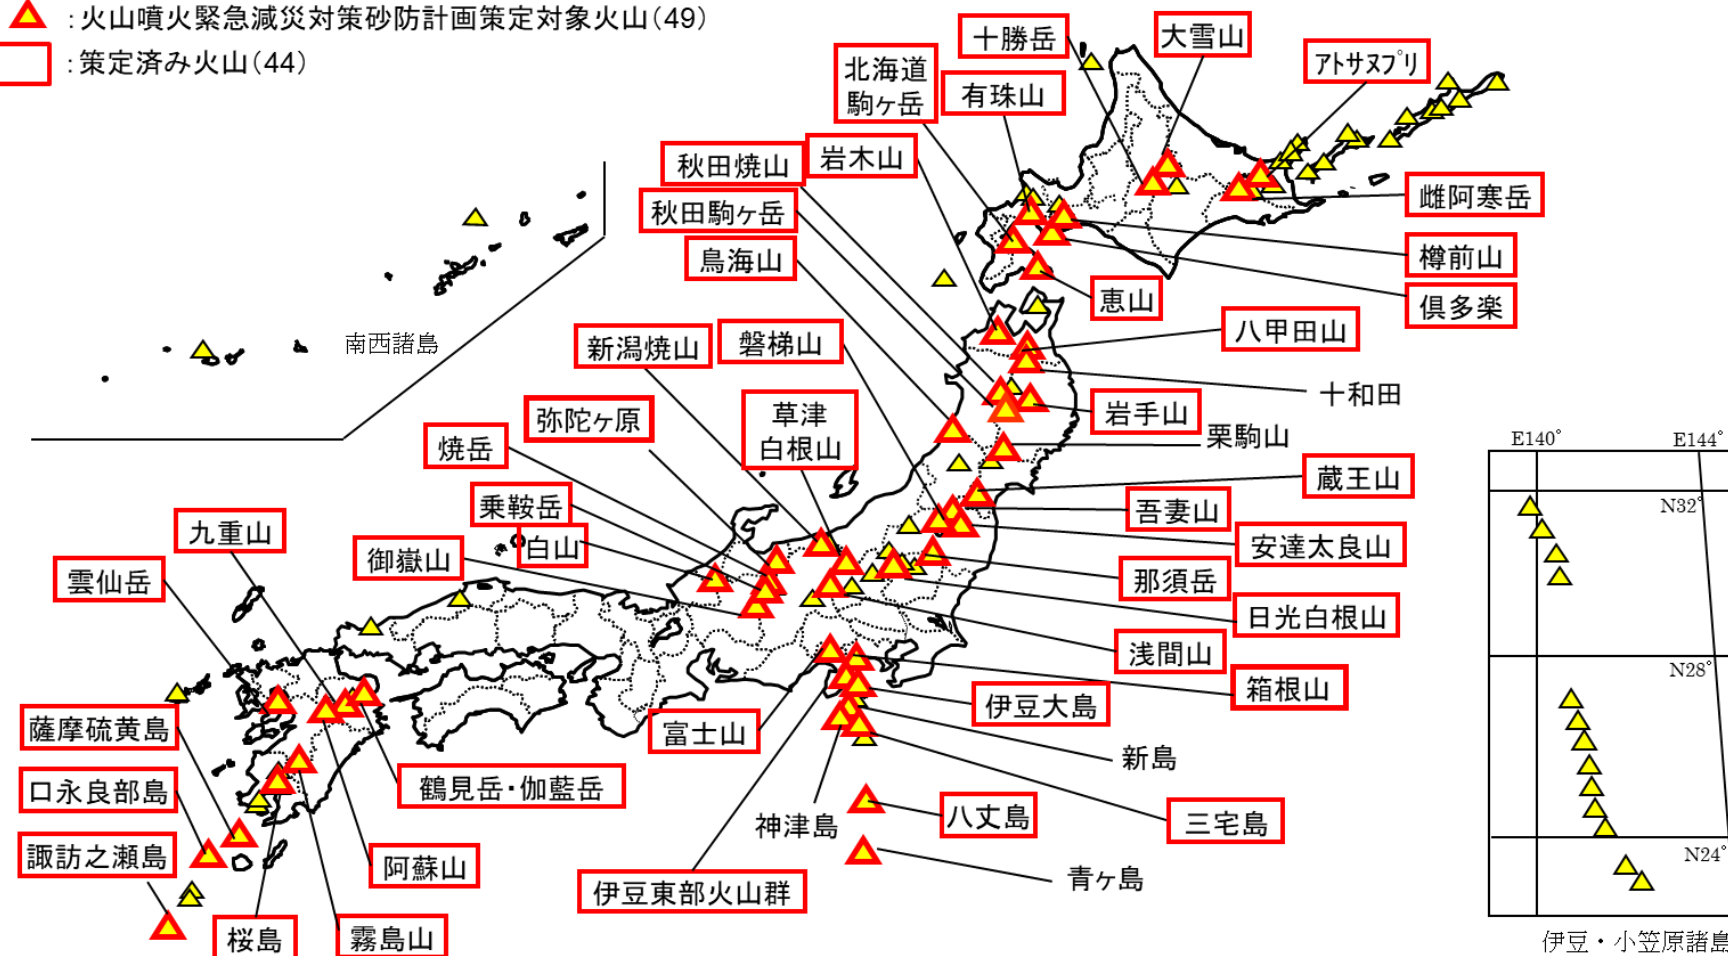 ：火山噴火緊急減災対策砂防計画策定対象火山（49）
：策定済み火山（44）
十勝岳
大雪山
アトサヌプリ
北海道
駒ヶ岳
有珠山
岩木山
秋田焼山
秋田駒ヶ岳
鳥海山
雌阿寒岳
樽前山
倶多楽
恵山
八甲田山
十和田
岩手山
栗駒山
南西諸島
新潟焼山
磐梯山
弥陀ヶ原
草津
白根山
焼岳
乗鞍岳
白山
御嶽山
九重山
雲仙岳
蔵王山
吾妻山
安達太良山
那須岳
日光白根山
浅間山
箱根山
伊豆大島
富士山
新島
三宅島
神津島
八丈島
青ヶ島
伊豆東部火山群
薩摩硫黄島
口永良部島
諏訪之瀬島
鶴見岳・伽藍岳
阿蘇山
桜島
霧島山
E140°
E144°
N32°
N28°
N24°
伊豆・小笠原諸島